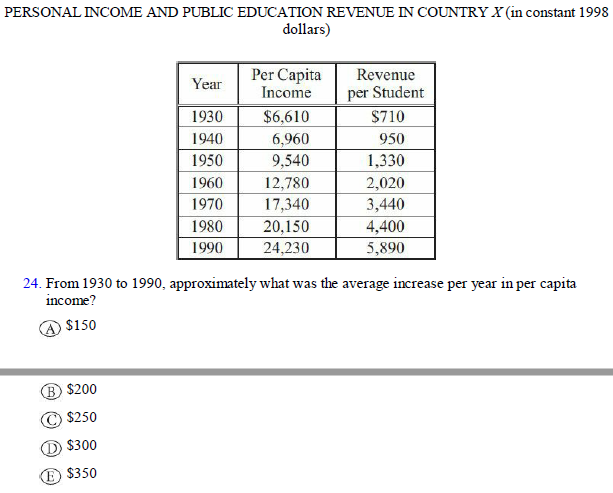 PERSONAL INCOME AND PUBLIC EDUCATION REVENUE IN COUNTRY X (in constant 1998
dollars)
Year Per Capita Income Revenue per Student
1930 $6,610 $710
1940 6,960 950
1950 9,540 1,330
1960 12,780 2,020
1970 17,340 3,440
1980 20,150 4,400
1990 24,230 5,890
24. From 1930 to 1990, approximately what was the average increase per year in per capita
income?
A $150
B $200
C $250
D $300
E $350